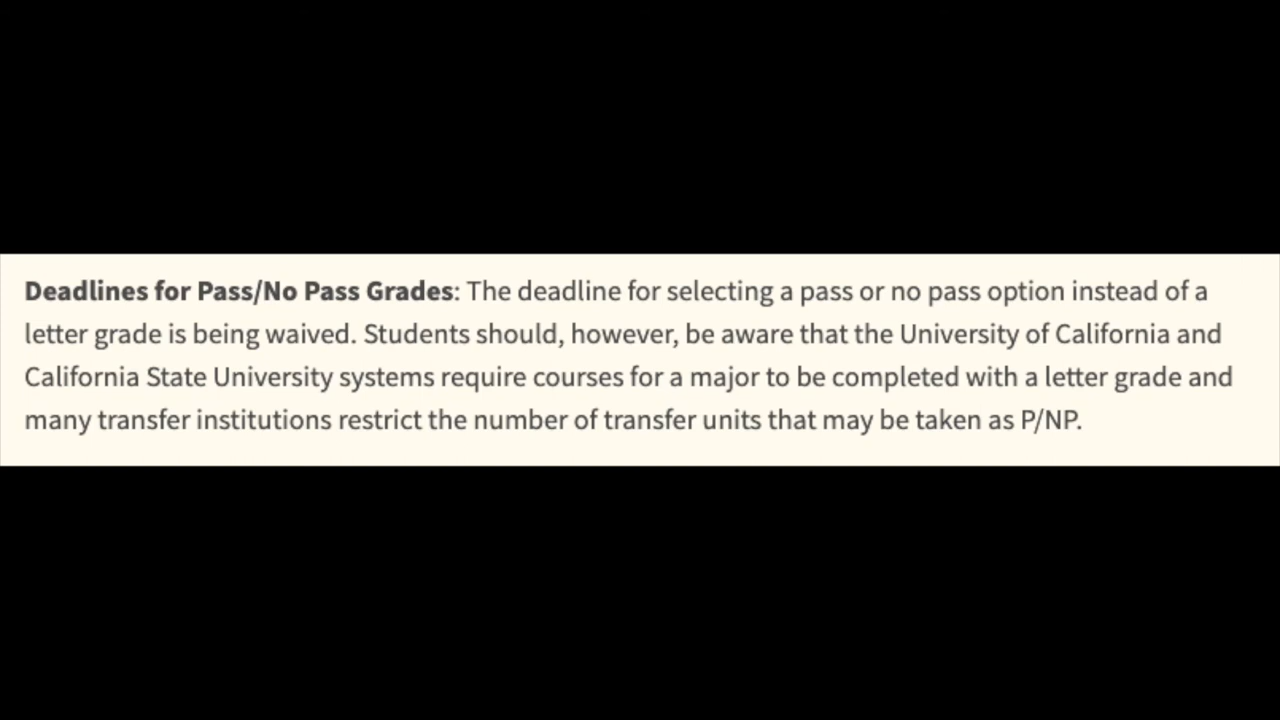 Deadlines for Pass/No Pass Grades: The deadline for selecting a pass or no pass option instead of a
letter grade is being waived. Students should, however, be aware that the University of California and
California State University systems require courses for a major to be completed with a letter grade and
many transfer institutions restrict the number of transfer units that may be taken as P/NP.